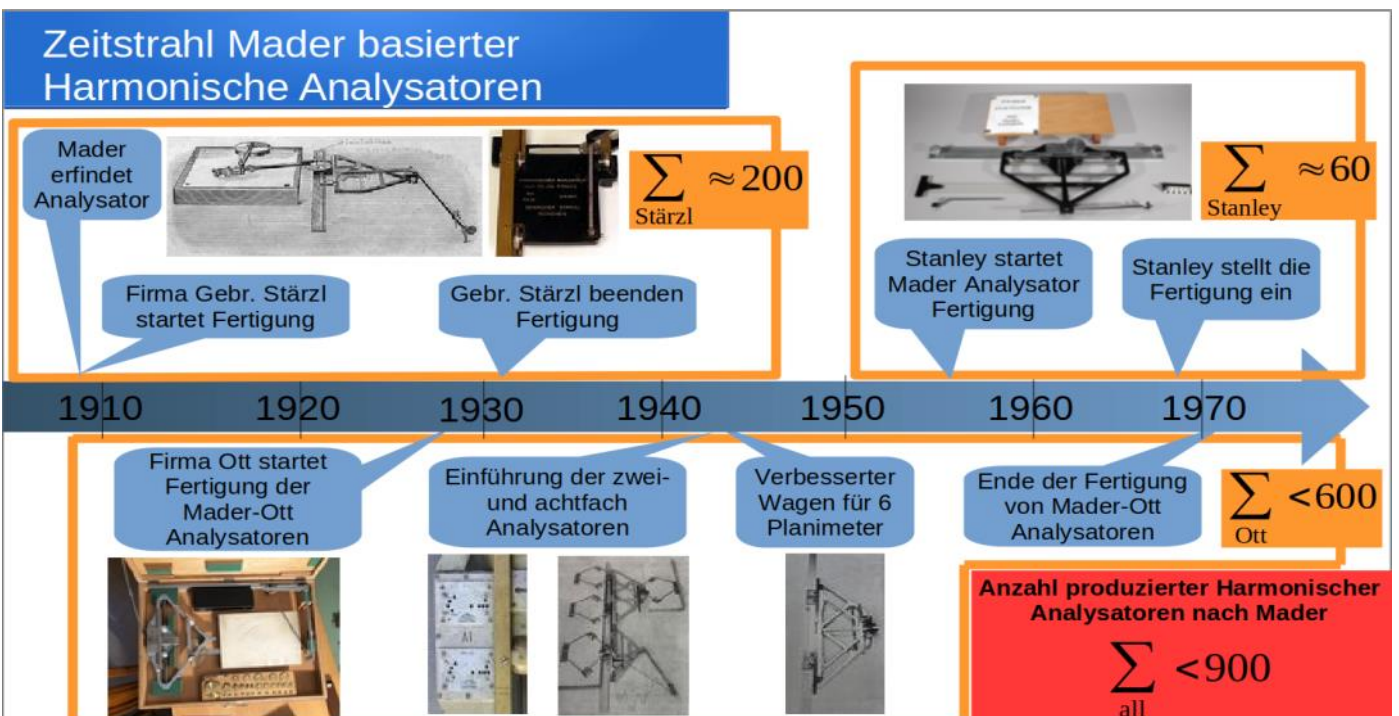 Zeitstrahl Mader basierter
Harmonische Analysatoren
Mader
erfindet
Analysator
∑ ≈200
Stärzl
∑ ≈60
Stanley
Firma Gebr. Stärzl
startet Fertigung
Gebr. Stärzl beenden
Fertigung
Stanley startet
Mader Analysator
Fertigung
Stanley stellt die
Fertigung ein
1910 1920 1930 1940 1950 1960 1970
Firma Ott startet
Fertigung der
Mader-Ott
Analysatoren
Einführung der zwei-
und achtfach
Analysatoren
Verbesserter
Wagen für 6
Planimeter
Ende der Fertigung
von Mader-Ott
Analysatoren
∑ <600
Ott
Anzahl produzierter Harmonischer
Analysatoren nach Mader
∑ <900
all